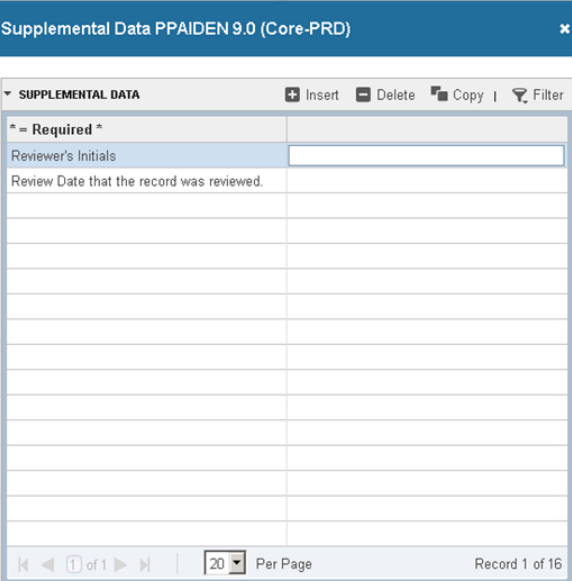 Supplemental Data PPAIDEN 9.0 (Core-PRD)
SUPPLEMENTAL DATA Insert Delete Copy | Filter
* = Required *
Reviewer's Initials
Review Date that the record was reviewed.
1 of 1 20 Per Page Record 1 of 16